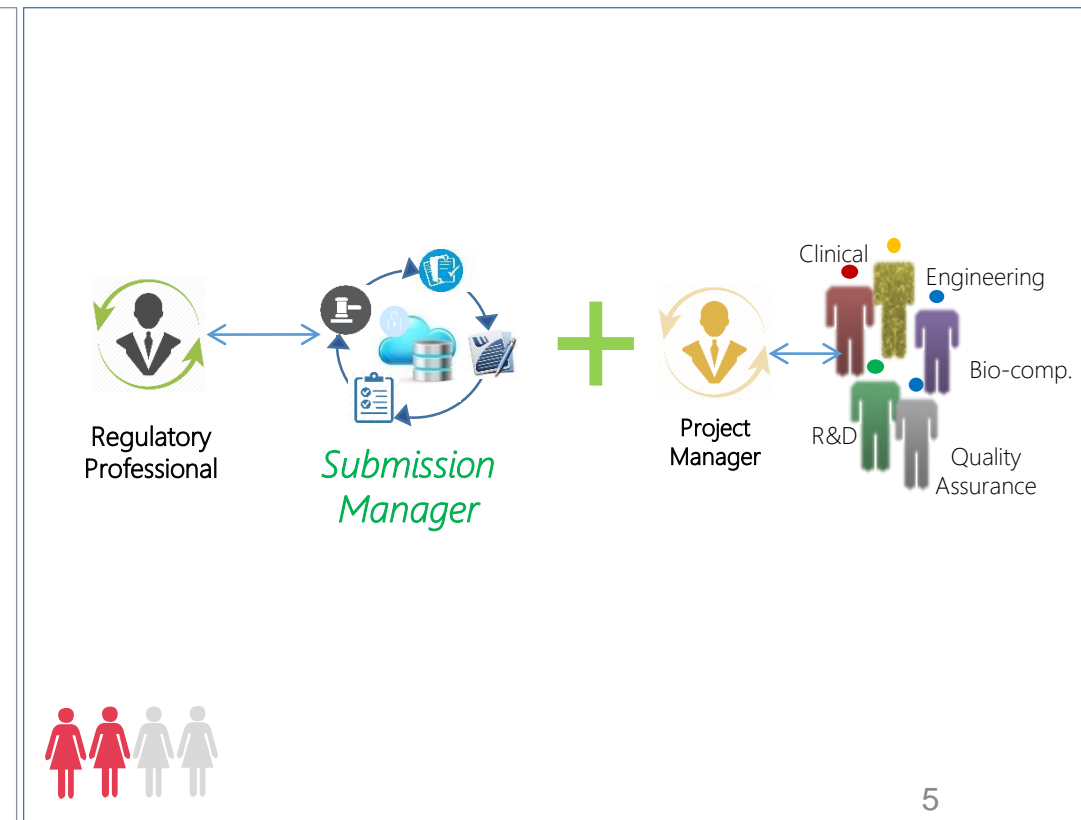 Regulatory
Professional
Submission
Manager
Project
Manager
Clinical
Engineering
Bio-comp.
R&D
Quality
Assurance
5